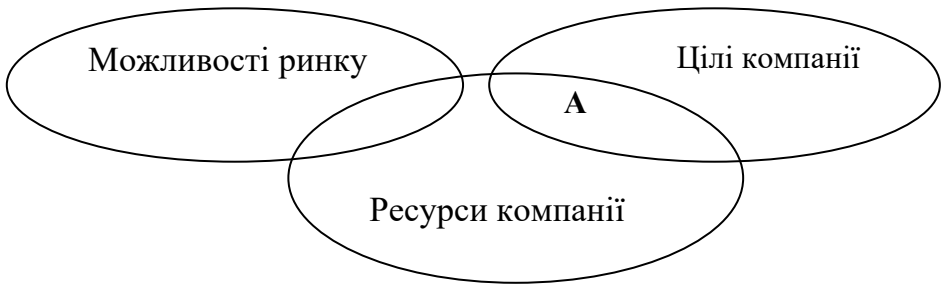 Можливості ринку
Цілі компанії
А
Ресурси компанії